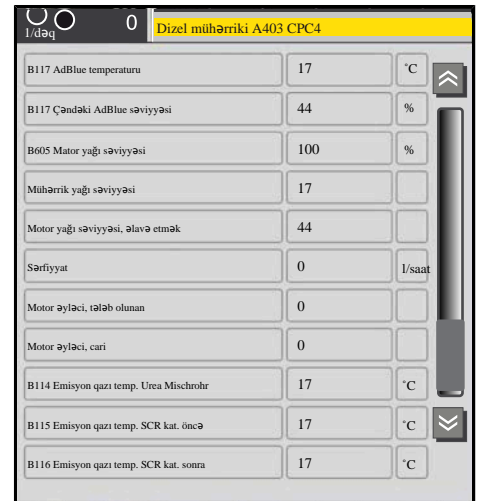 1/dəq 0 Dizel mühərriki A403 CPC4
B117 AdBlue temperaturu 17 °C
B117 Çəndəki AdBlue səviyyəsi 44 %
B605 Mator yağı səviyyəsi 100 %
Mühərrik yağı səviyyəsi 17
Motor yağı səviyyəsi, əlavə etmək 44
Sərfiyyat 0 l/saat
Motor əyləci, tələb olunan 0
Motor əyləci, cari 0
B114 Emisyon qazı temp. Urea Mischrohr 17 °C
B115 Emisyon qazı temp. SCR kat. öncə 17 °C
B116 Emisyon qazı temp. SCR kat. sonra 17 °C